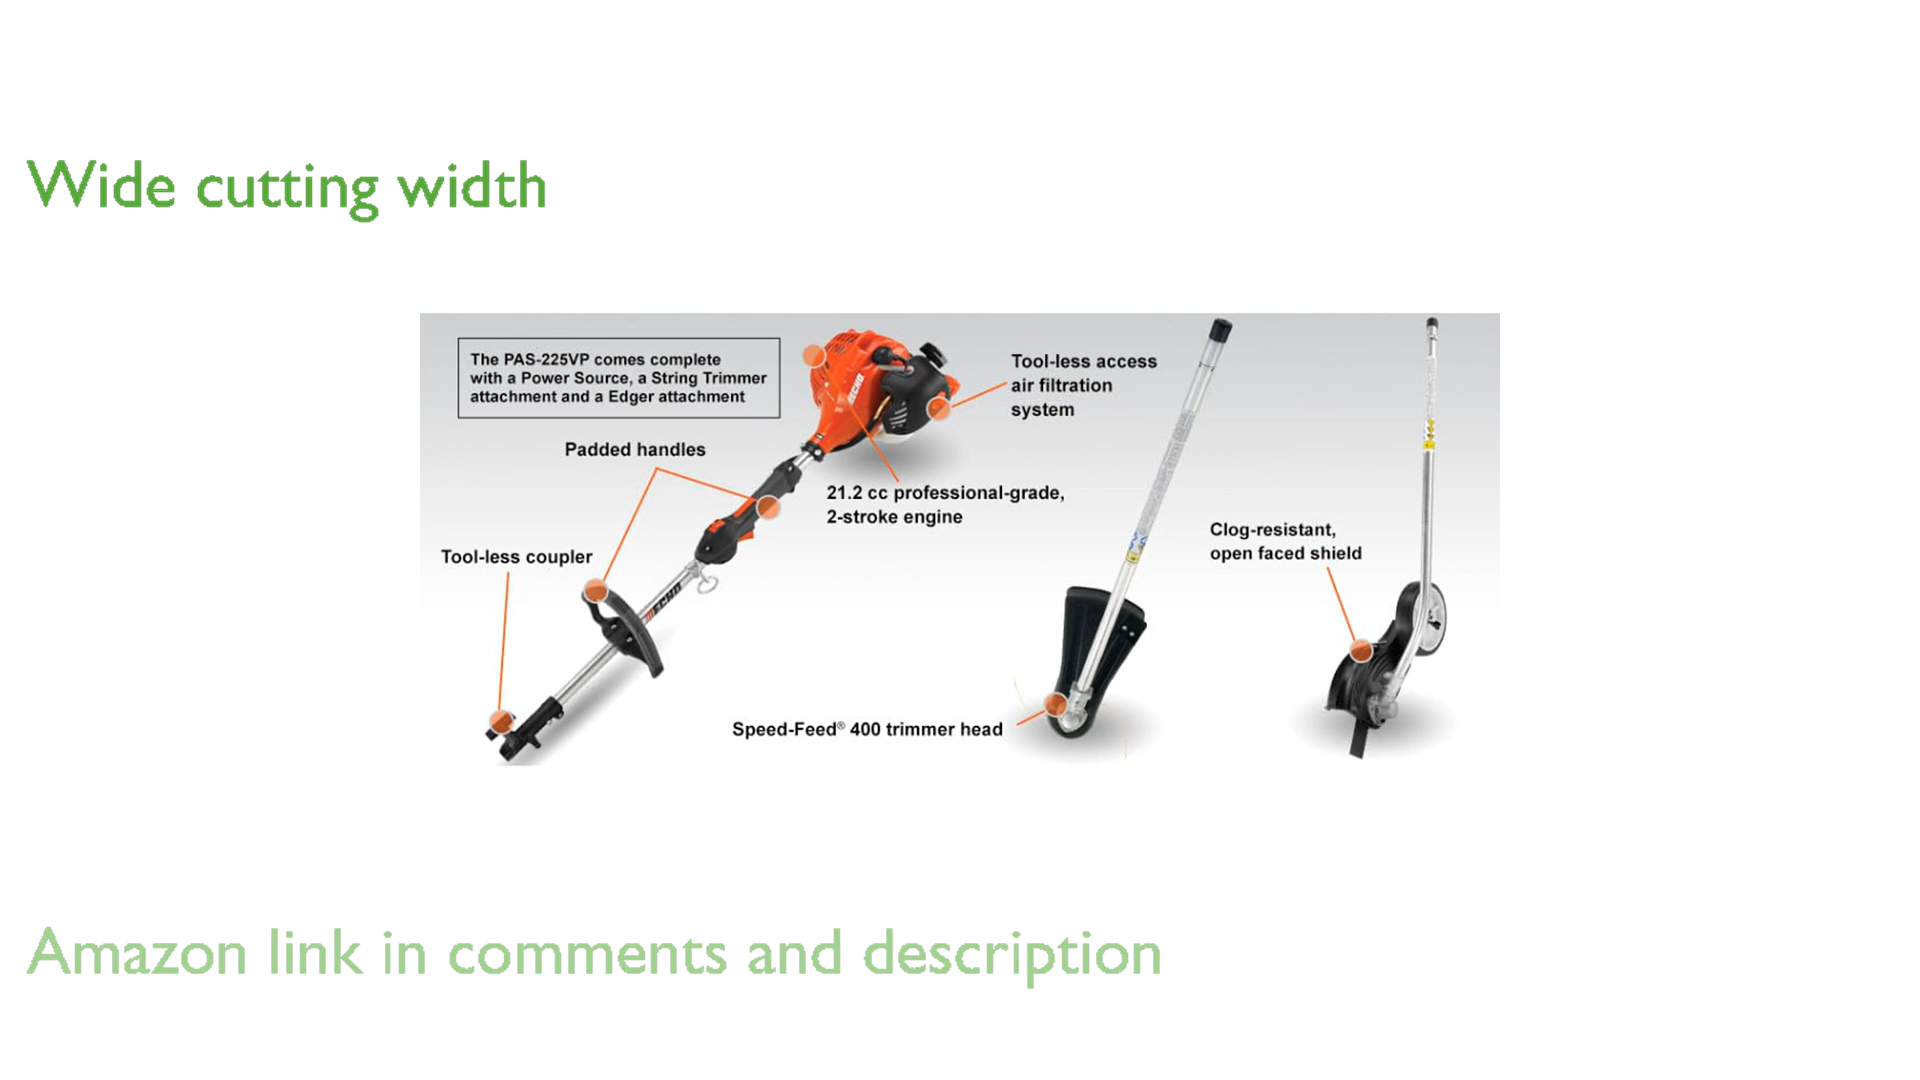 Wide cutting width
The PAS-225VP comes complete
with a Power Source, a String Trimmer
attachment and a Edger attachment
Tool-less access
air filtration
system
Padded handles
21.2 cc professional-grade,
2-stroke engine
Clog-resistant,
open faced shield
Tool-less coupler
ECHO
ECHO
Speed-Feed® 400 trimmer head
Amazon link in comments and description